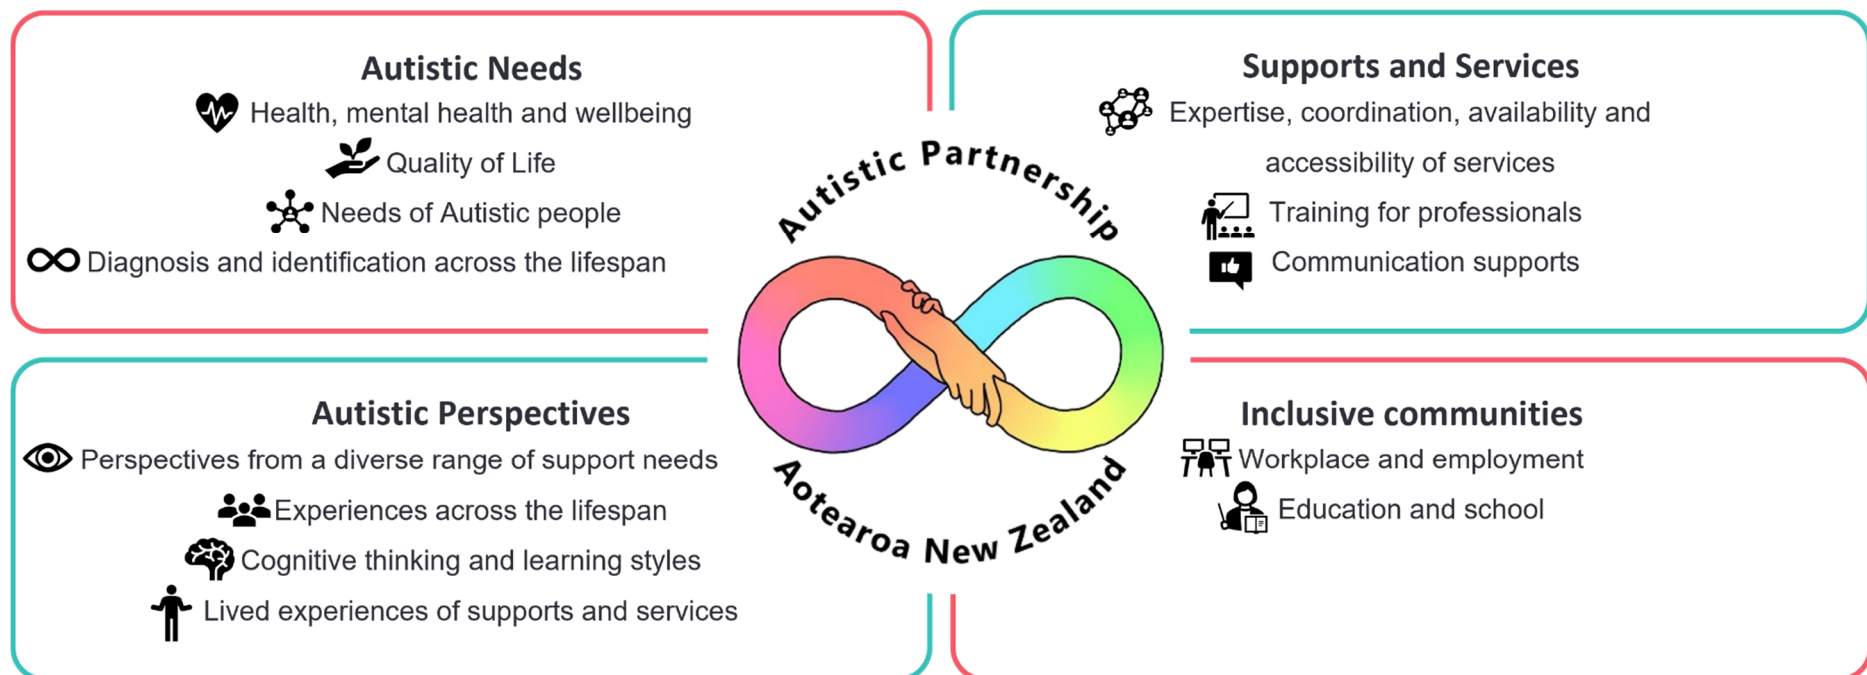 Autistic Needs
Health, mental health and wellbeing
Quality of Life
Needs of Autistic people
Diagnosis and identification across the lifespan
Supports and Services
Expertise, coordination, availability and
accessibility of services
Training for professionals
Communication supports
Autistic Partnership
Aotearoa New Zealand
Autistic Perspectives
Perspectives from a diverse range of support needs
Experiences across the lifespan
Cognitive thinking and learning styles
Lived experiences of supports and services
Inclusive communities
Workplace and employment
Education and school